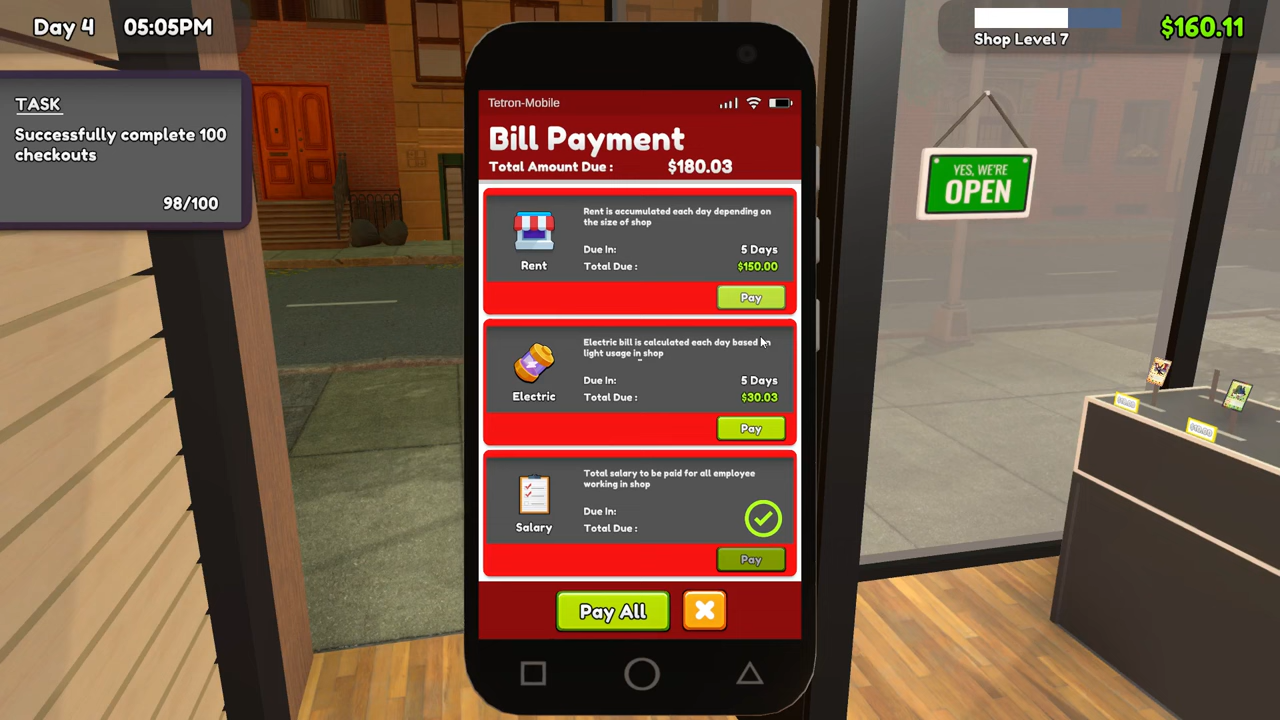 Day 4 05:05PM
Shop Level 7
$160.11
TASK
Successfully complete 100
checkouts
98/100
YES, WE'RE
OPEN
Tetron-Mobile
Bill Payment
Total Amount Due : $180.03
Rent is accumulated each day depending on
the size of shop
Due In: 5 Days
Total Due : $150.00
Rent
Pay
Electric bill is calculated each day based on
light usage in shop
Due In: 5 Days
Total Due : $30.03
Electric
Pay
Total salary to be paid for all employee
working in shop
Due In:
Total Due :
Salary
Pay
Pay All